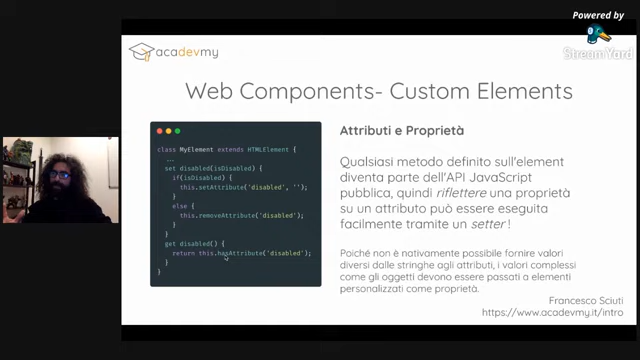 Powered by
StreamYard
acadevmy
Web Components- Custom Elements
class MyElement extends HTMLElement {
...
set disabled(isDisabled) {
if(isDisabled) {
this.setAttribute('disabled', '');
}
else {
this.removeAttribute('disabled');
}
}
get disabled() {
return this.hasAttribute('disabled');
}
}
Attributi e Proprietà
Qualsiasi metodo definito sull'element
diventa parte dell'API JavaScript
pubblica, quindi riflettere una proprietà
su un attributo può essere eseguita
facilmente tramite un setter !
Poiché non è nativamente possibile fornire valori
diversi dalle stringhe agli attributi, i valori complessi
come gli oggetti devono essere passati a elementi
personalizzati come proprietà.
Francesco Sciuti
https://www.acadevmy.it/intro